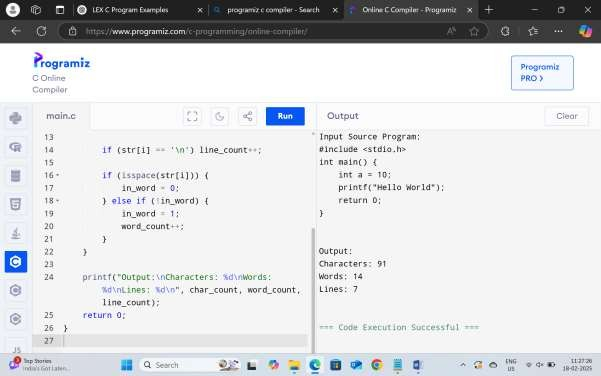 LEX C Program Examples
programiz c compiler - Search
Online C Compiler - Programiz
https://www.programiz.com/c-programming/online-compiler/
Programiz
C Online
Compiler
Programiz
PRO >
main.c
Run
Output
Clear
13
14 if (str[i] == '\n') line_count++;
15
16 if (isspace(str[i])) {
17 in_word = 0;
18 } else if (!in_word) {
19 in_word = 1;
20 word_count++;
21 }
22 }
23
24 printf("Output:\nCharacters: %d\nWords:
%d\nLines: %d\n", char_count, word_count,
line_count);
25 return 0;
26 }
27
Input Source Program:
#include <stdio.h>
int main() {
int a = 10;
printf("Hello World");
return 0;
}
Output:
Characters: 91
Words: 14
Lines: 7
=== Code Execution Successful ===
JS
Top Stories
India's Got Laten...
Search
ENG
US
11:27:26
18-02-2025